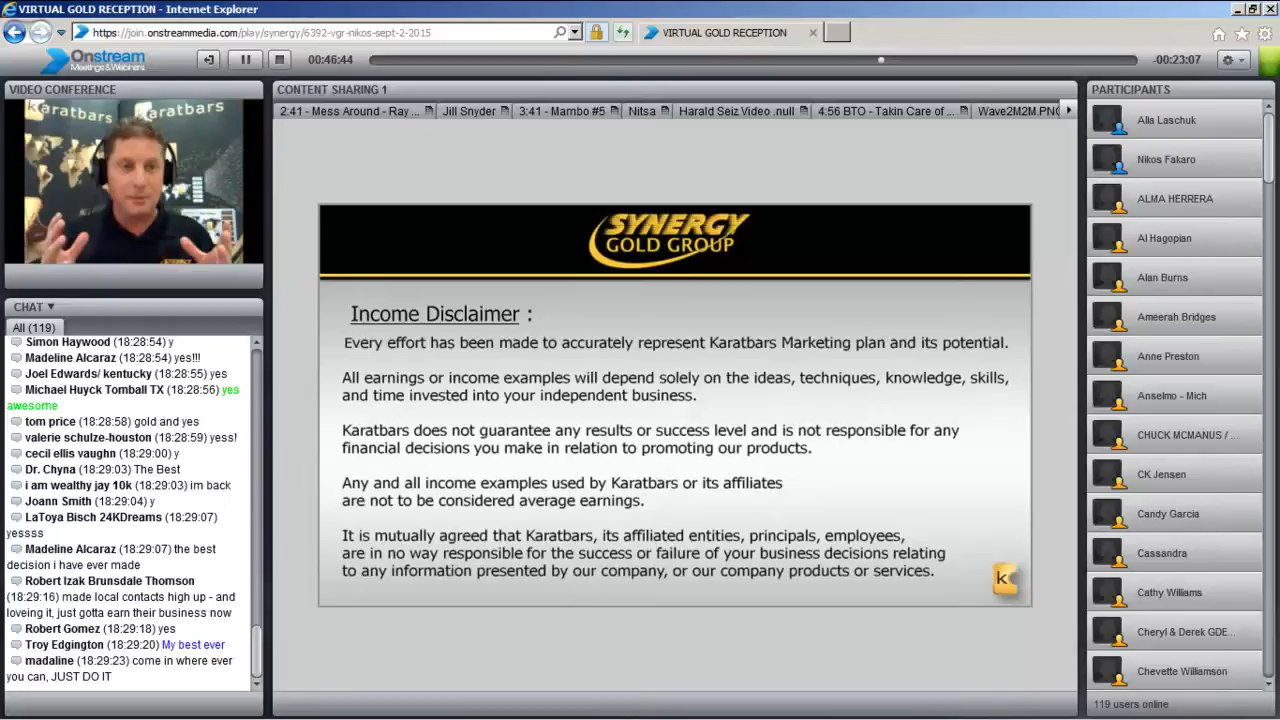 VIRTUAL GOLD RECEPTION - Internet Explorer
https://join.onstreammedia.com/play/synergy/6392-vgr-nikos-sept-2-2015
VIRTUAL GOLD RECEPTION
Onstream
Meetings & Webinars
00:46:44
-00:23:07
VIDEO CONFERENCE
karatbars
karatbars
CHAT
All (119)
Simon Haywood (18:28:54) y
Madeline Alcaraz (18:28:54) yes!!!
Joel Edwards/ kentucky (18:28:55) yes
Michael Huyck Tomball TX (18:28:56) yes
awesome
tom price (18:28:58) gold and yes
valerie schulze-houston (18:28:59) yess!
cecil ellis vaughn (18:29:00) y
Dr. Chyna (18:29:03) The Best
i am wealthy jay 10k (18:29:03) im back
Joann Smith (18:29:04) y
LaToya Bisch 24KDreams (18:29:07)
yessss
Madeline Alcaraz (18:29:07) the best
decision i have ever made
Robert Izak Brunsdale Thomson
(18:29:16) made local contacts high up - and
loveing it, just gotta earn their business now
Robert Gomez (18:29:18) yes
Troy Edgington (18:29:20) My best ever
madaline (18:29:23) come in where ever
you can, JUST DO IT
CONTENT SHARING 1
2:41 - Mess Around - Ray ...
Jill Snyder
3:41 - Mambo #5
Nitsa
Harald Seiz Video .null
4:56 BTO - Takin Care of ...
Wave2M2M.PNG
SYNERGY
GOLD GROUP
Income Disclaimer :
Every effort has been made to accurately represent Karatbars Marketing plan and its potential.
All earnings or income examples will depend solely on the ideas, techniques, knowledge, skills,
and time invested into your independent business.
Karatbars does not guarantee any results or success level and is not responsible for any
financial decisions you make in relation to promoting our products.
Any and all income examples used by Karatbars or its affiliates
are not to be considered average earnings.
It is mutually agreed that Karatbars, its affiliated entities, principals, employees,
are in no way responsible for the success or failure of your business decisions relating
to any information presented by our company, or our company products or services.
k
PARTICIPANTS
Alla Laschuk
Nikos Fakaro
ALMA HERRERA
Al Hagopian
Alan Burns
Ameerah Bridges
Anne Preston
Anselmo - Mich
CHUCK MCMANUS / ...
CK Jensen
Candy Garcia
Cassandra
Cathy Williams
Cheryl & Derek GDE...
Chevette Williamson
119 users online